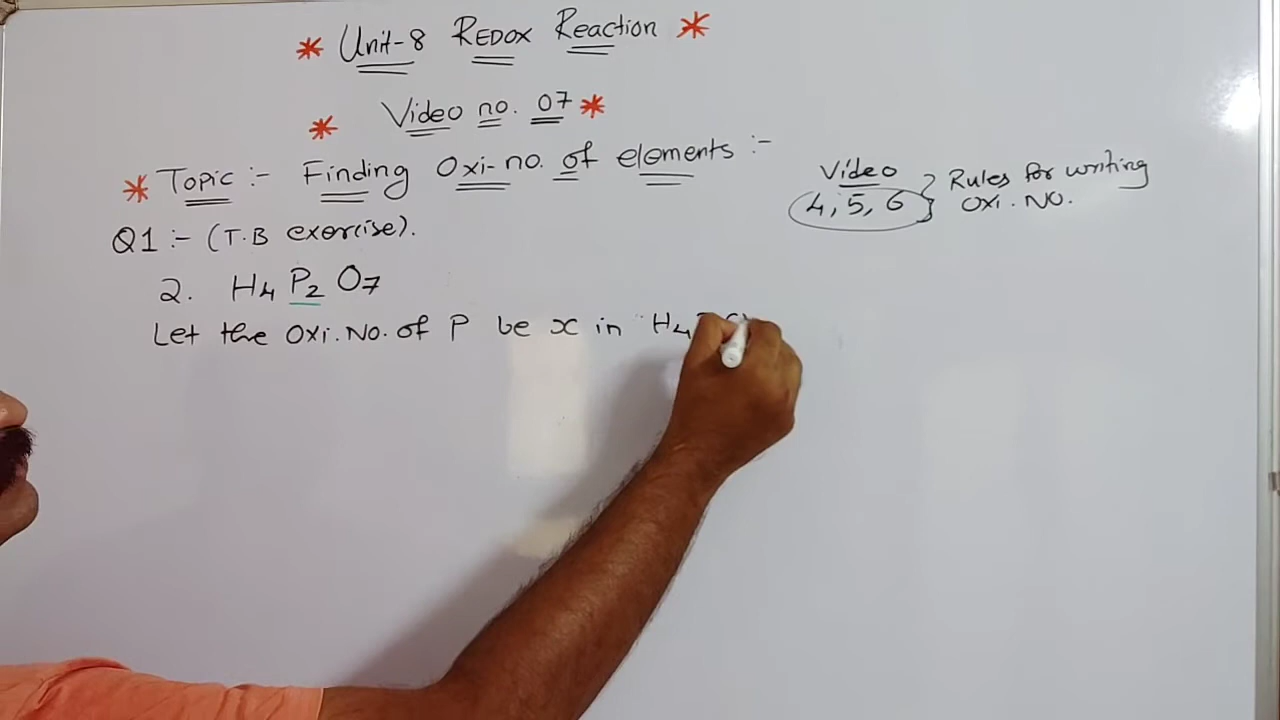 * Unit-8 REDOX Reaction *
* Video no. 07 *
* Topic :- Finding Oxi-no. of elements :-
Video
4, 5, 6 } Rules for writing
Oxi. NO.
Q1 :- (T.B exercise).
2. H₄ P₂ O₇
Let the Oxi. No. of P be x in H₄